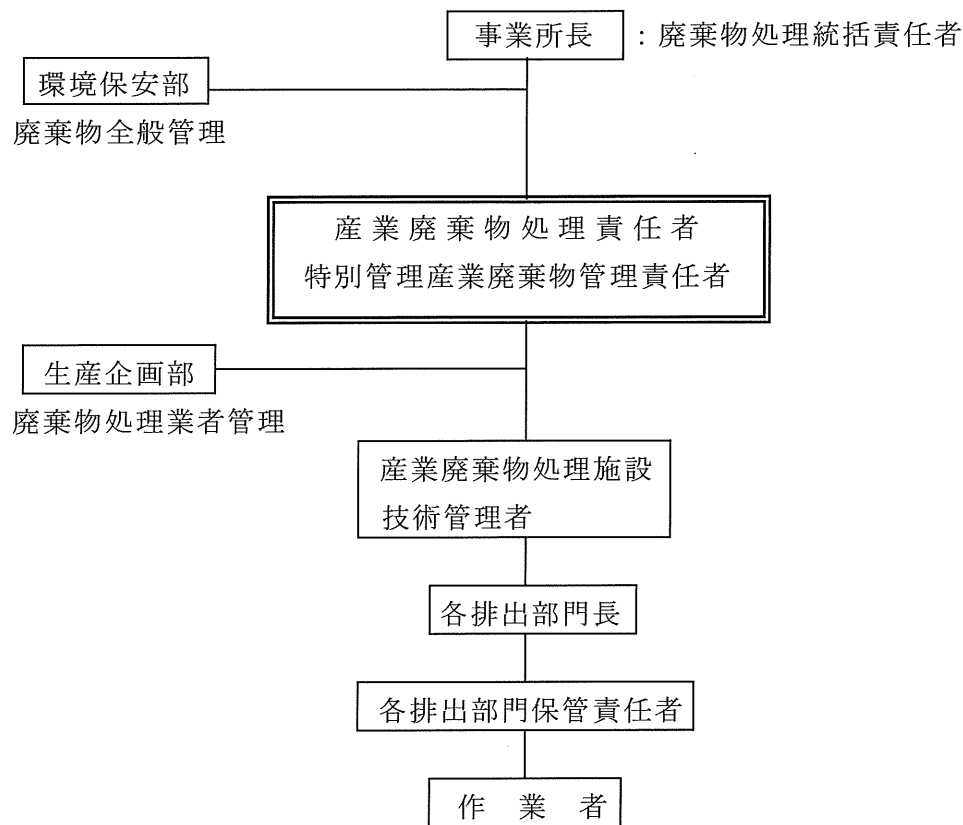 事業所長 : 廃棄物処理統括責任者
環境保安部
廃棄物全般管理
産業廃棄物処理責任者
特別管理産業廃棄物管理責任者
生産企画部
廃棄物処理業者管理
産業廃棄物処理施設
技術管理者
各排出部門長
各排出部門保管責任者
作業者